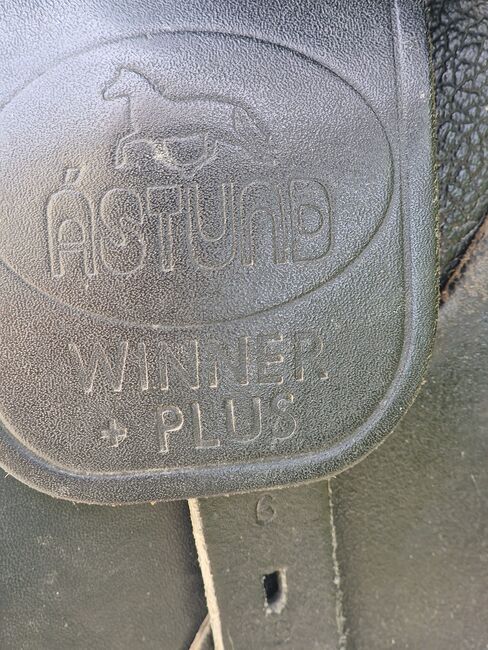 ÁSTUND
WINNER
+ PLUS
6